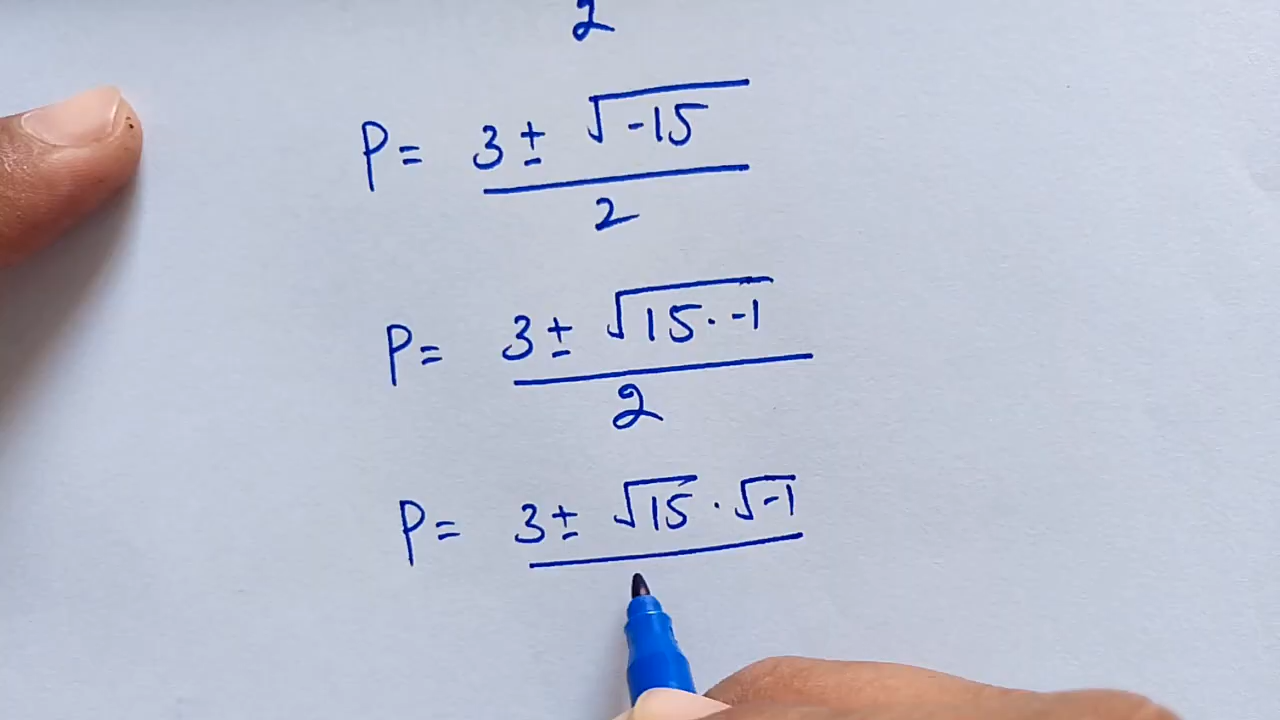 2
P = 3 ± √-15
2
P = 3 ± √15 · -1
2
P = 3 ± √15 · √-1